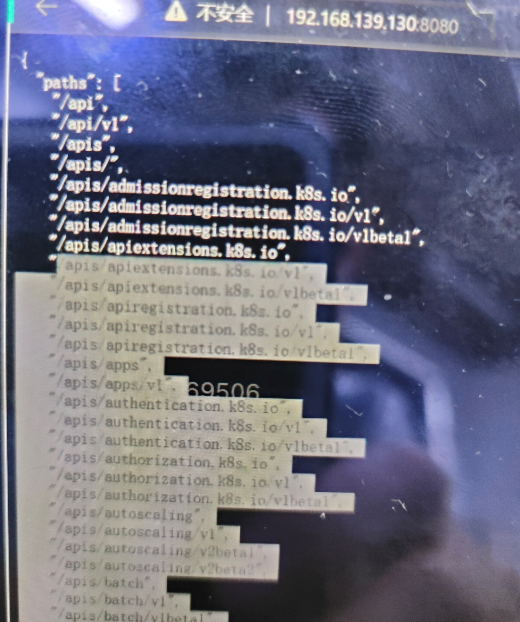 不安全 | 192.168.139.130:8080
{
"paths": [
"/api",
"/api/v1",
"/apis",
"/apis/",
"/apis/admissionregistration.k8s.io",
"/apis/admissionregistration.k8s.io/v1",
"/apis/admissionregistration.k8s.io/v1beta1",
"/apis/apiextensions.k8s.io",
"/apis/apiextensions.k8s.io/v1",
"/apis/apiextensions.k8s.io/v1beta1",
"/apis/apiregistration.k8s.io",
"/apis/apiregistration.k8s.io/v1",
"/apis/apiregistration.k8s.io/v1beta1",
"/apis/apps",
"/apis/apps/v1",
69506
"/apis/authentication.k8s.io",
"/apis/authentication.k8s.io/v1",
"/apis/authentication.k8s.io/v1beta1",
"/apis/authorization.k8s.io",
"/apis/authorization.k8s.io/v1",
"/apis/authorization.k8s.io/v1beta1",
"/apis/autoscaling",
"/apis/autoscaling/v1",
"/apis/autoscaling/v2beta1",
"/apis/autoscaling/v2beta2",
"/apis/batch",
"/apis/batch/v1",
"/apis/batch/v1beta1",